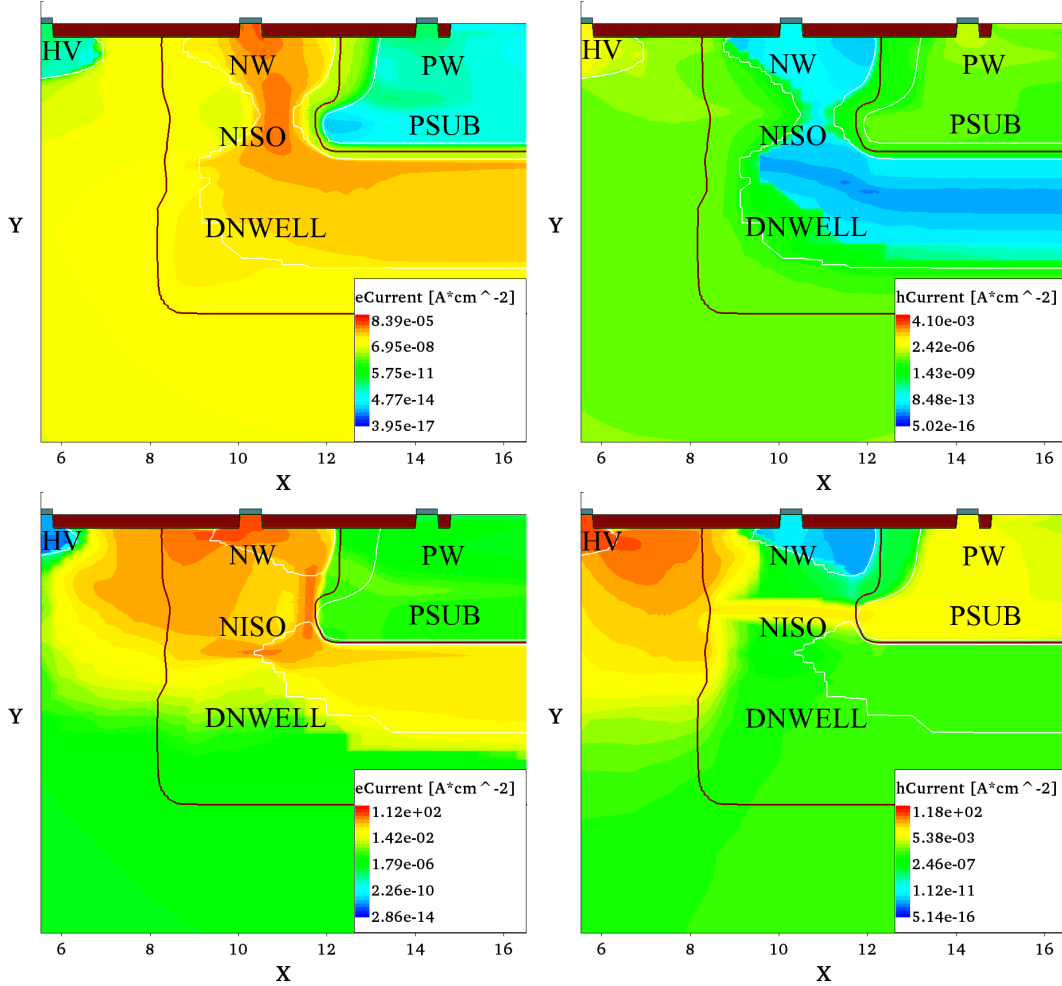 HV
NW
PW
NISO
PSUB
DNWELL
Y
eCurrent [A*cm^-2]
8.39e-05
6.95e-08
5.75e-11
4.77e-14
3.95e-17
6 8 10 12 14 16
X
HV
NW
PW
NISO
PSUB
DNWELL
Y
hCurrent [A*cm^-2]
4.10e-03
2.42e-06
1.43e-09
8.48e-13
5.02e-16
6 8 10 12 14 16
X
HV
NW
PW
NISO
PSUB
DNWELL
Y
eCurrent [A*cm^-2]
1.12e+02
1.42e-02
1.79e-06
2.26e-10
2.86e-14
6 8 10 12 14 16
X
HV
NW
PW
NISO
PSUB
DNWELL
Y
hCurrent [A*cm^-2]
1.18e+02
5.38e-03
2.46e-07
1.12e-11
5.14e-16
6 8 10 12 14 16
X